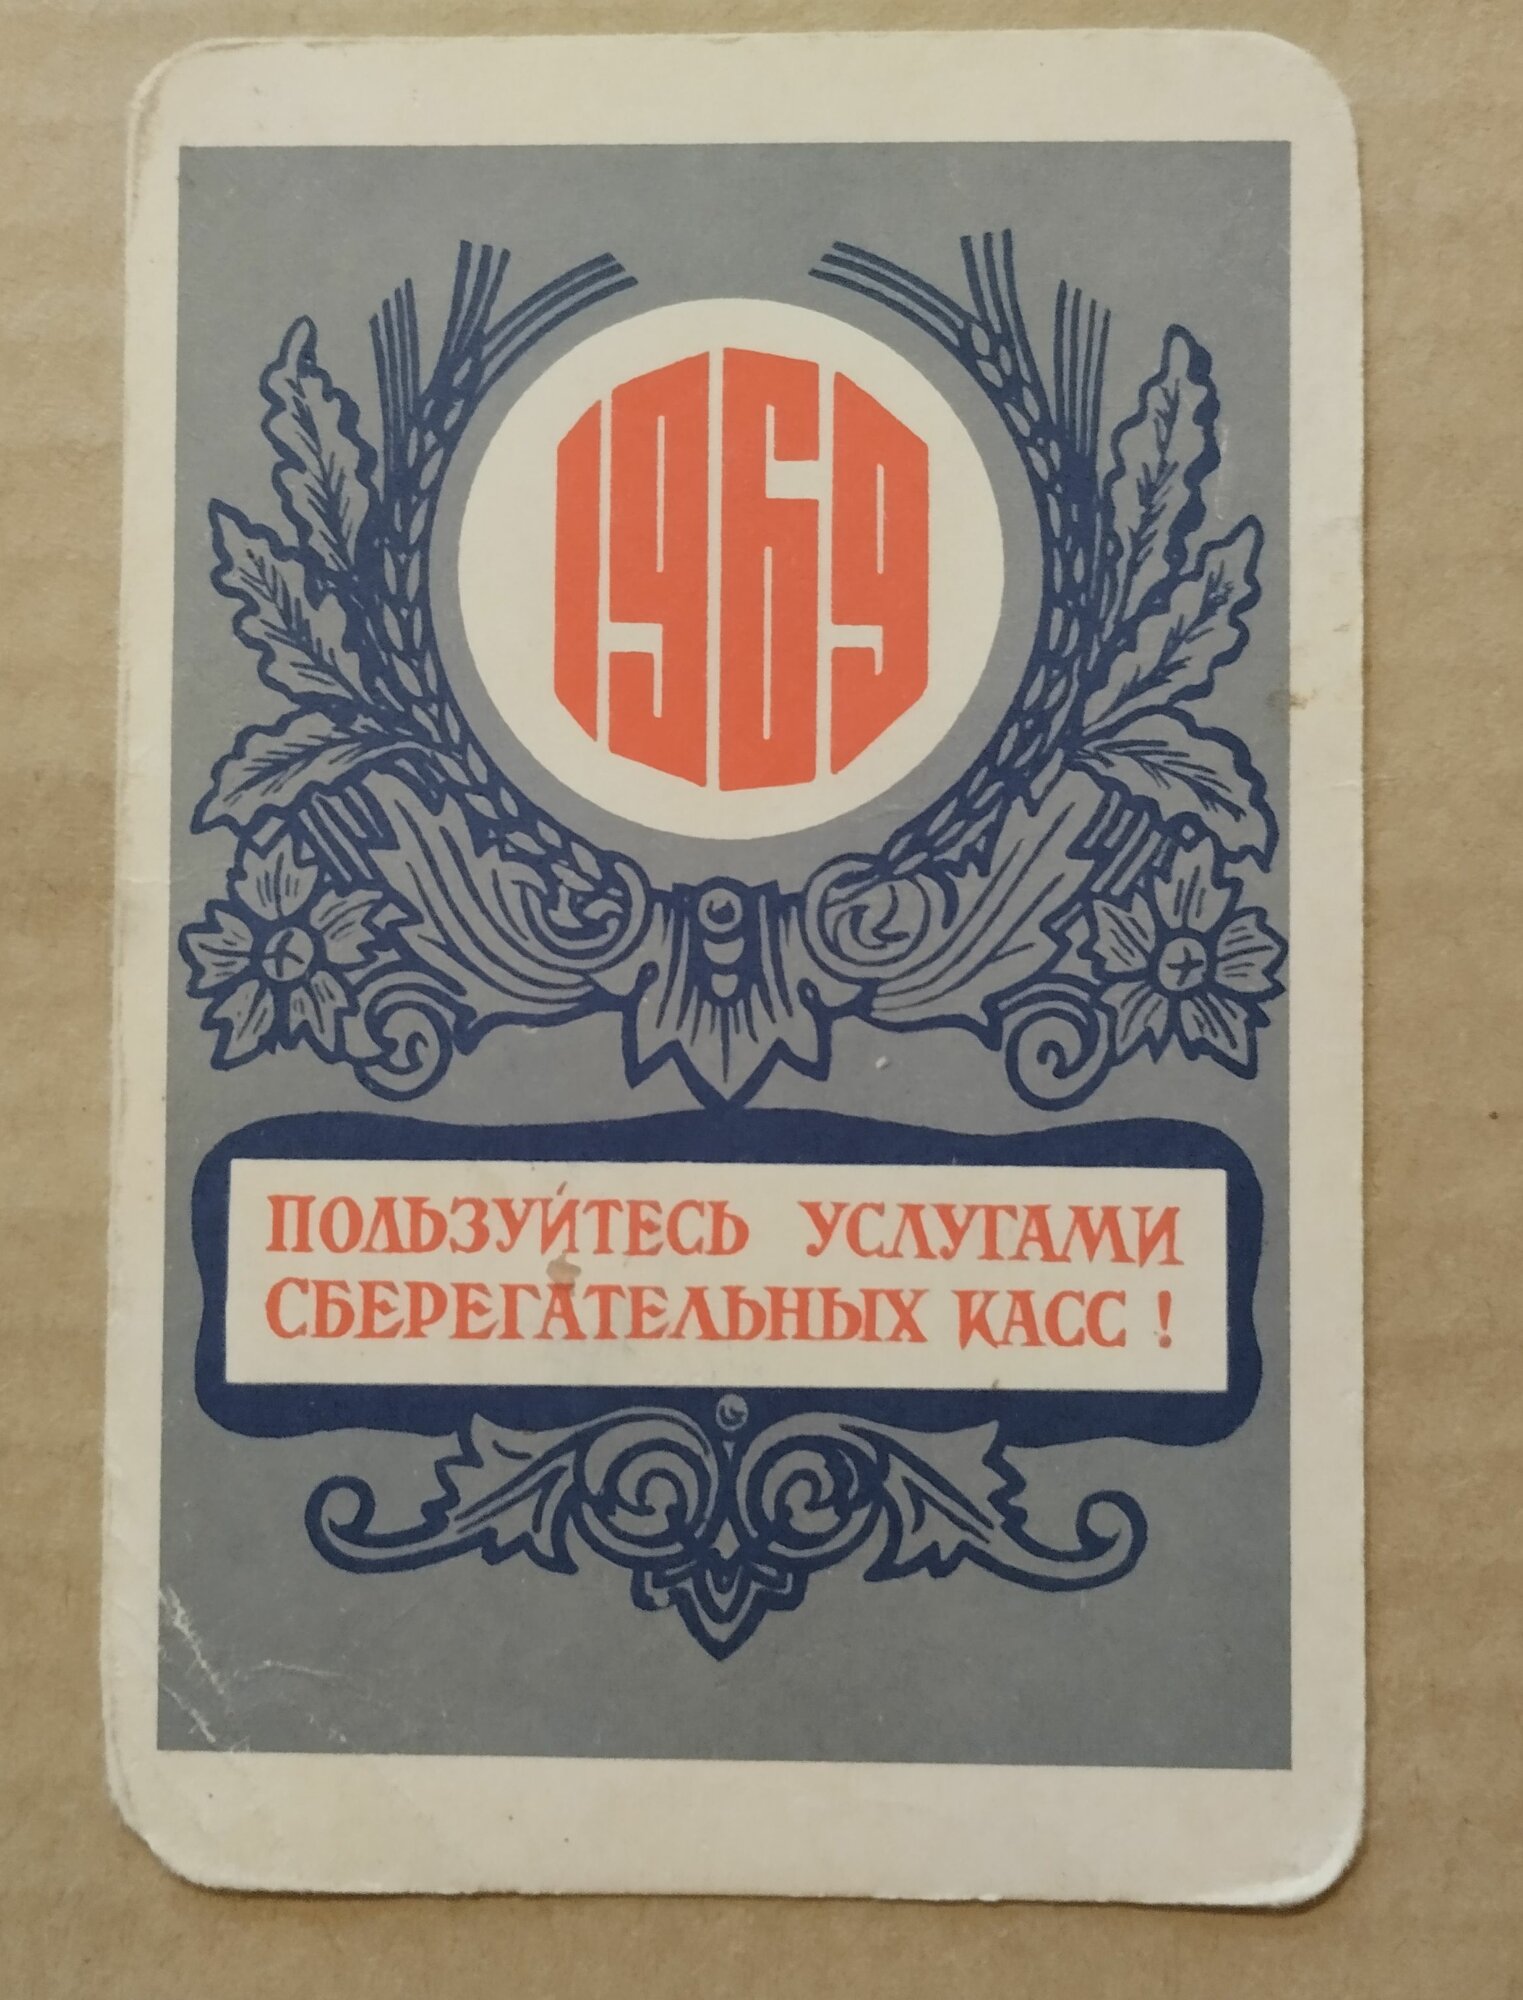 1969
ПОЛЬЗУЙТЕСЬ УСЛУГАМИ
СБЕРЕГАТЕЛЬНЫХ КАСС !